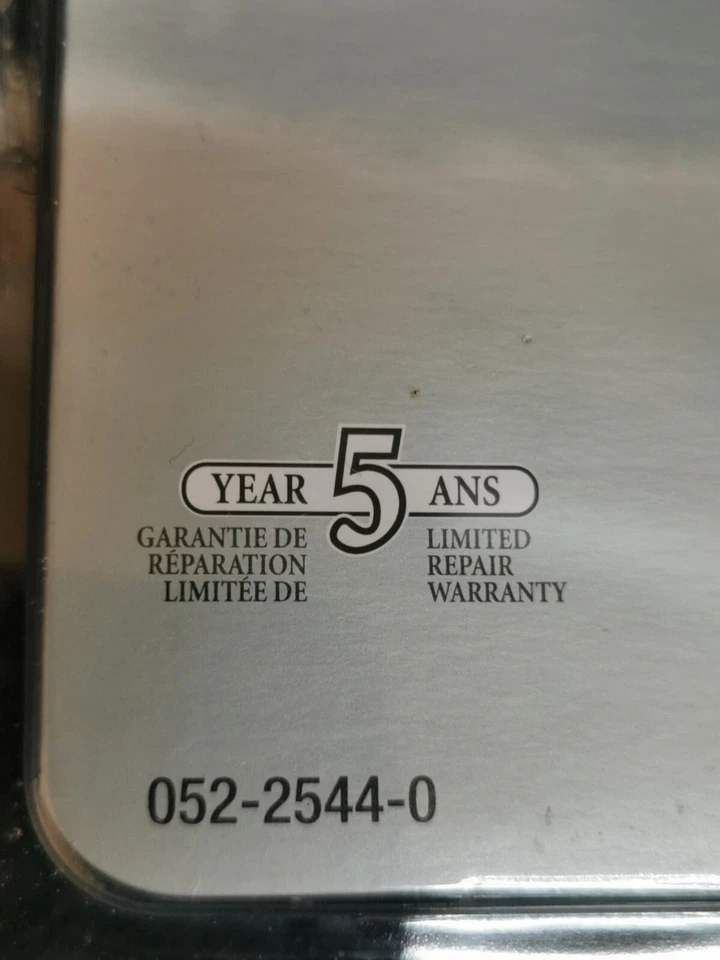 YEAR 5 ANS
GARANTIE DE
RÉPARATION
LIMITÉE DE
LIMITED
REPAIR
WARRANTY
052-2544-0